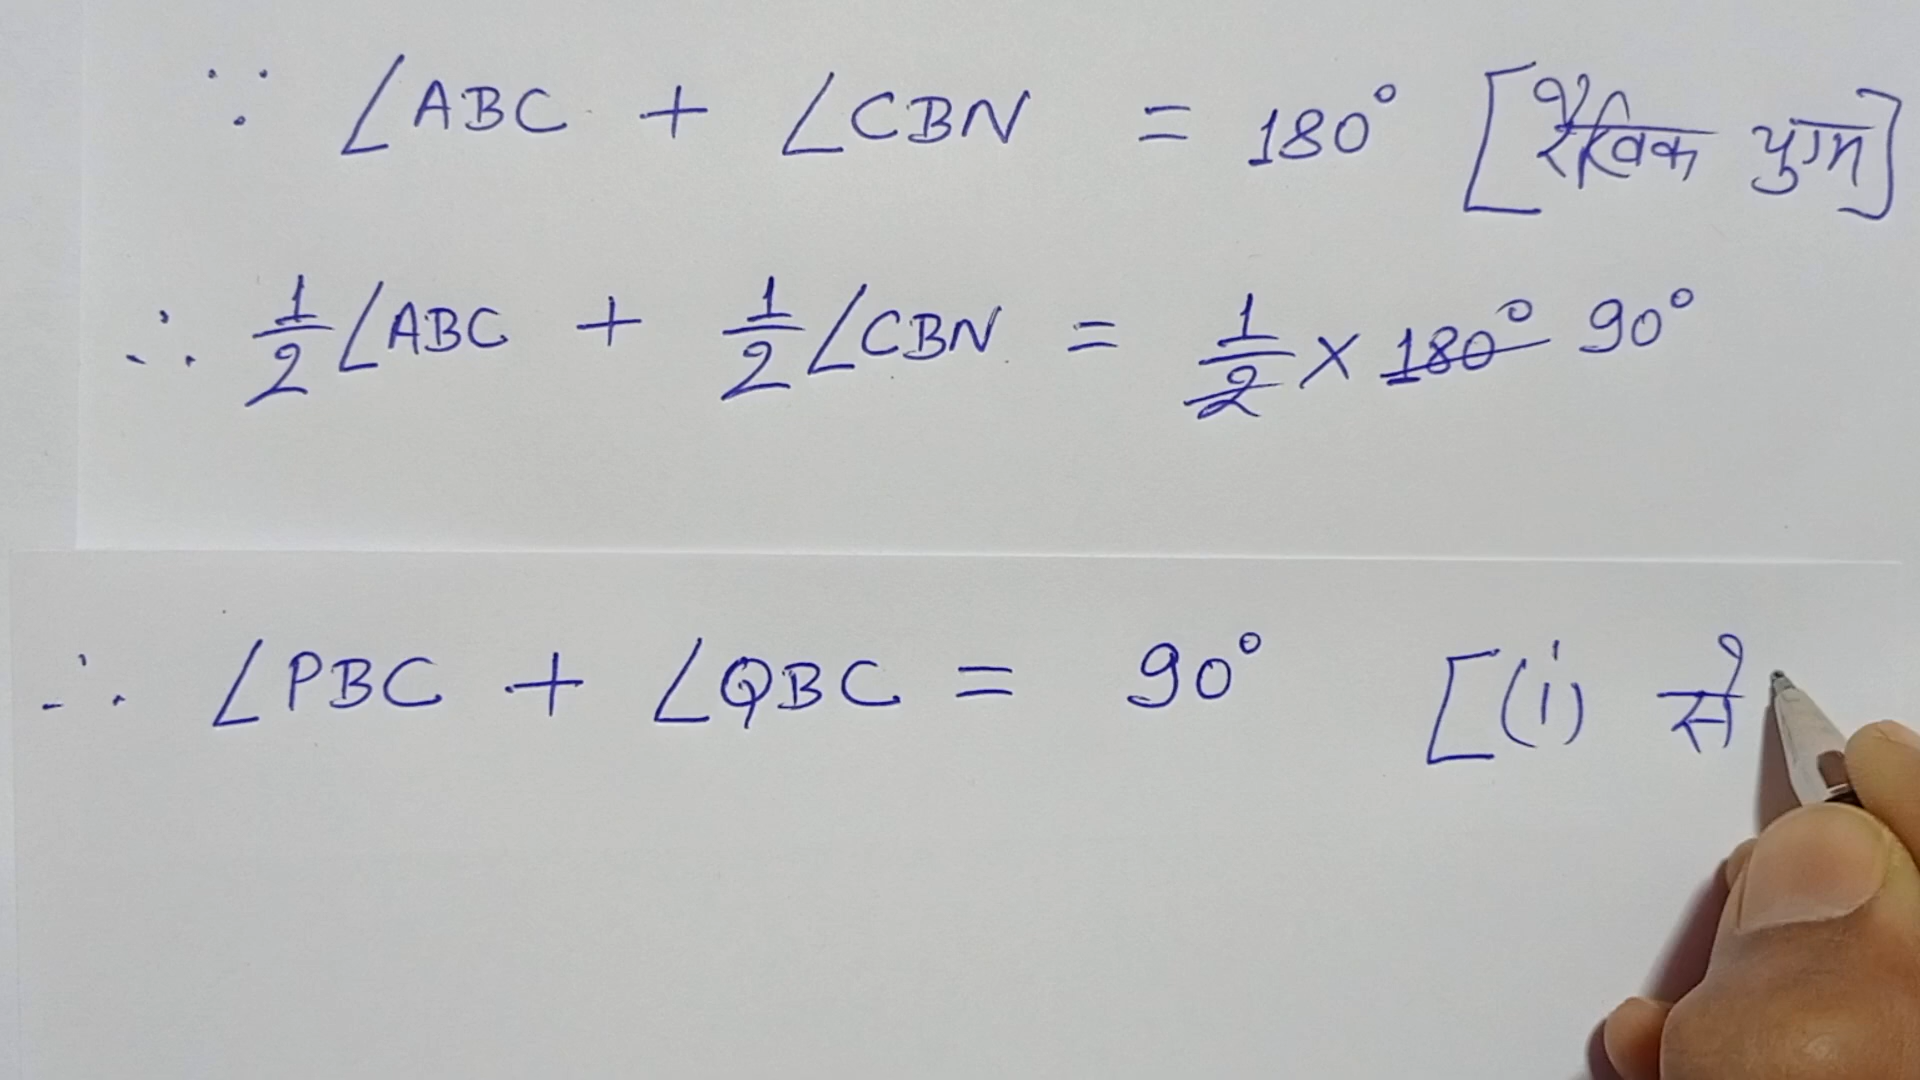 ∵ ∠ABC + ∠CBN = 180° [रैखिक युग्म]
∴ 1/2 ∠ABC + 1/2 ∠CBN = 1/2 × 180° 90°
∴ ∠PBC + ∠QBC = 90° [(i) से